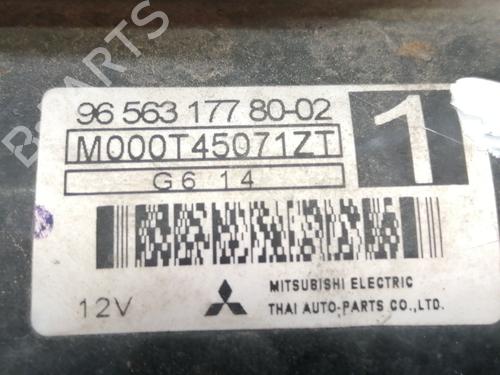 96 563 177 80-02
M000T45071ZT
1
G6 14
12V
MITSUBISHI ELECTRIC
THAI AUTO-PARTS CO.,LTD.